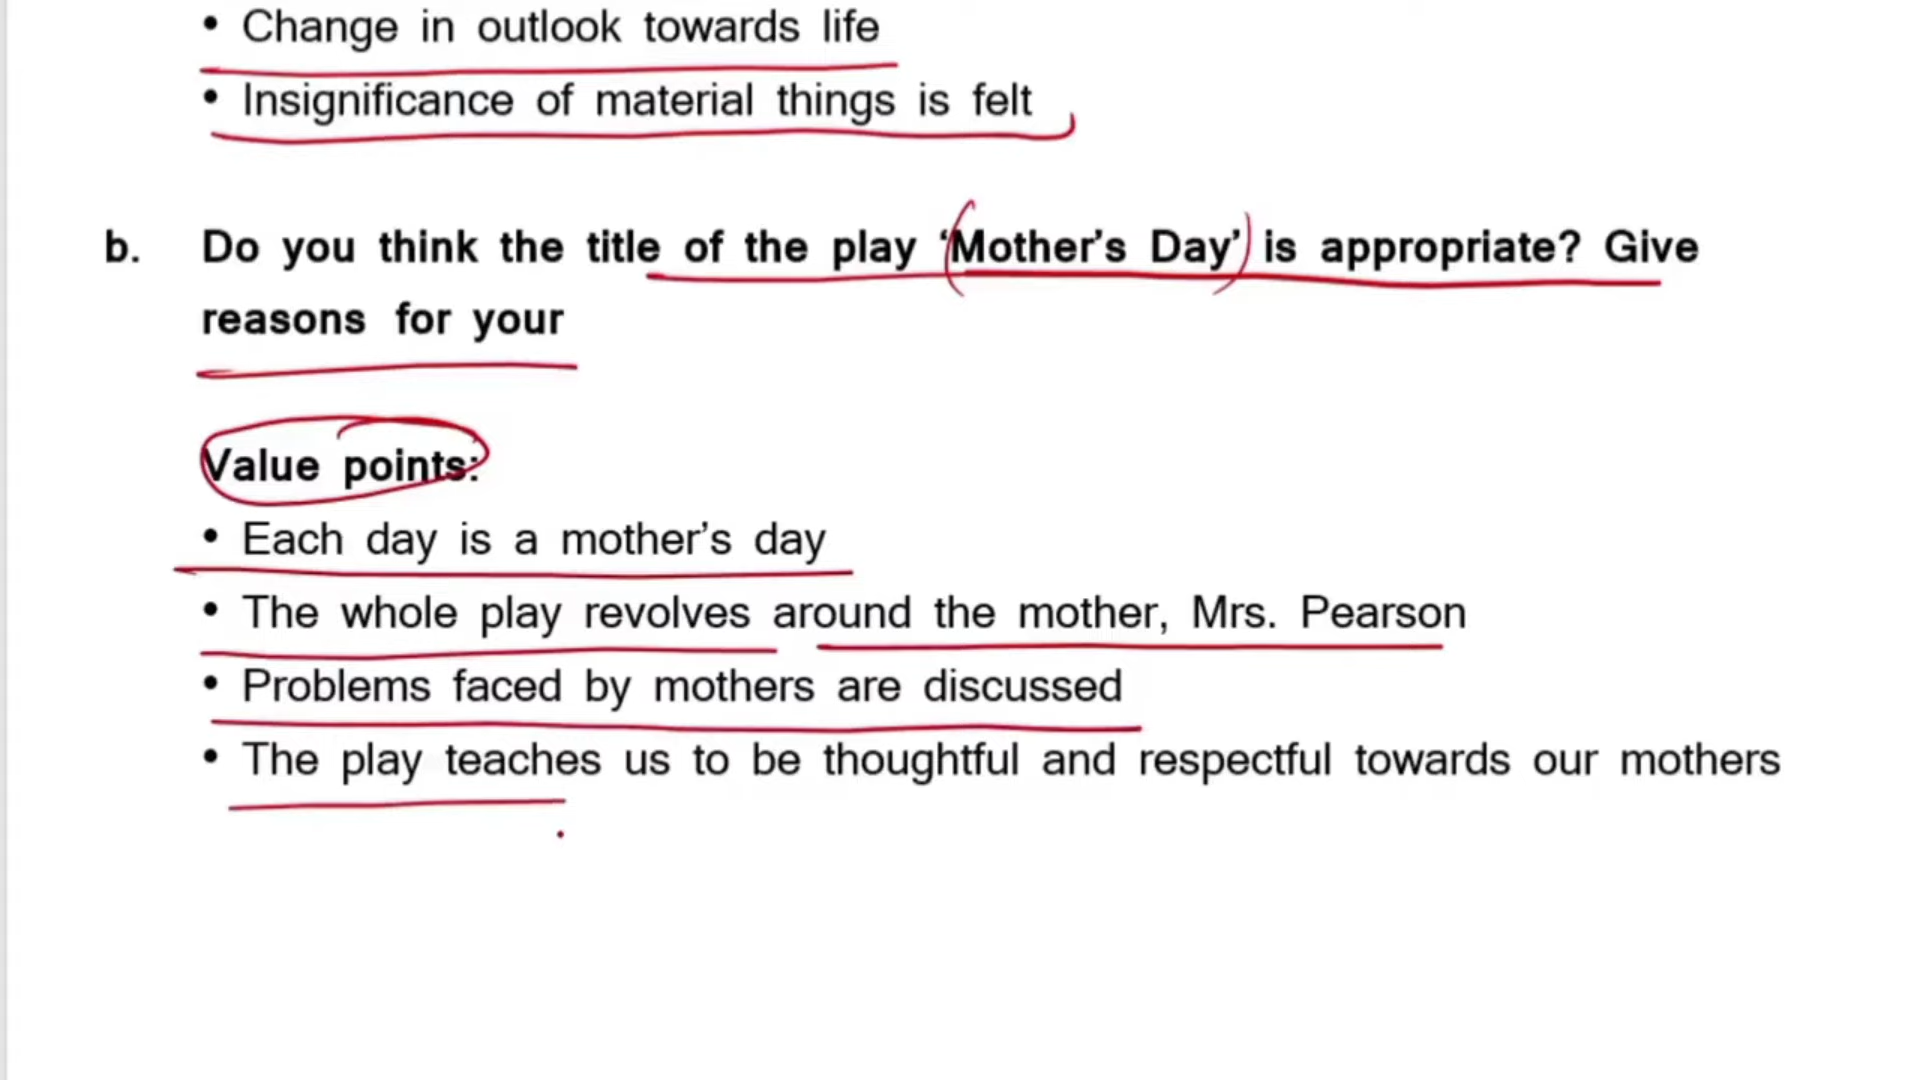 • Change in outlook towards life
• Insignificance of material things is felt
b. Do you think the title of the play ‘Mother’s Day’ is appropriate? Give
reasons for your
Value points:
• Each day is a mother’s day
• The whole play revolves around the mother, Mrs. Pearson
• Problems faced by mothers are discussed
• The play teaches us to be thoughtful and respectful towards our mothers